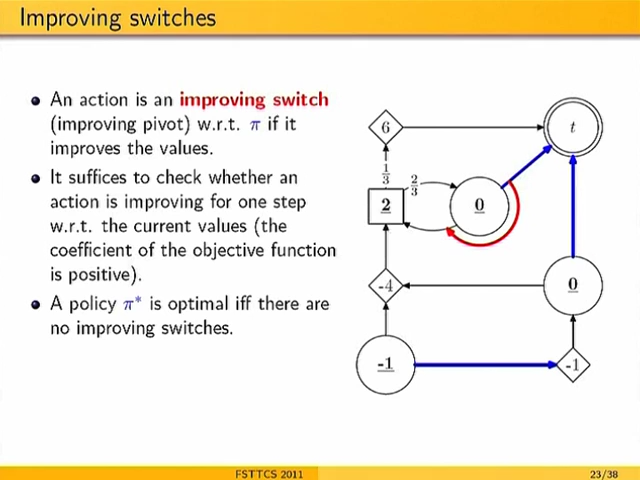 Improving switches
An action is an improving switch
(improving pivot) w.r.t. π if it
improves the values.
It suffices to check whether an
action is improving for one step
w.r.t. the current values (the
coefficient of the objective function
is positive).
A policy π* is optimal iff there are
no improving switches.
6
t
1/3
2/3
2
0
-4
0
-1
-1
FSTTCS 2011
23/38